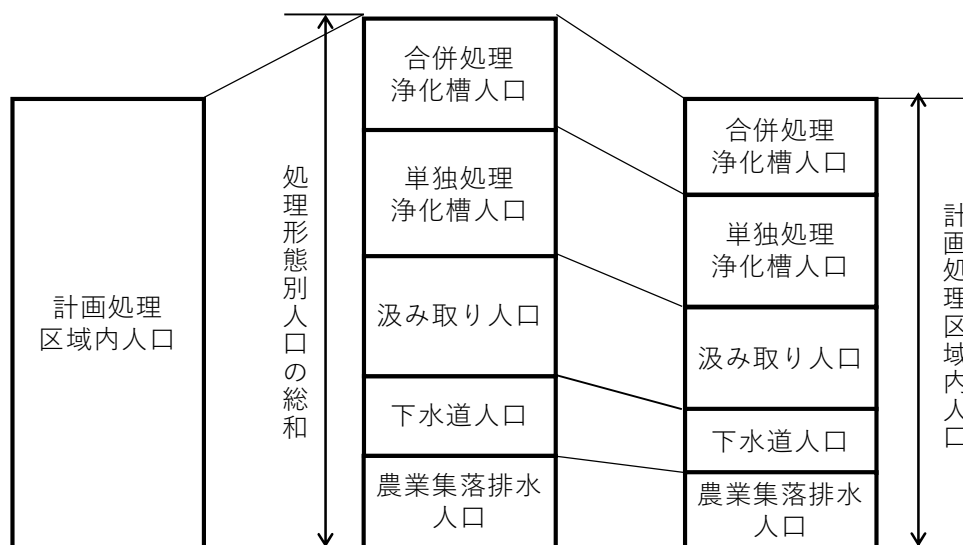 計画処理
区域内人口
処理形態別人口の総和
合併処理
浄化槽人口
単独処理
浄化槽人口
汲み取り人口
下水道人口
農業集落排水
人口
合併処理
浄化槽人口
単独処理
浄化槽人口
汲み取り人口
下水道人口
農業集落排水
人口
計画処理区域内人口